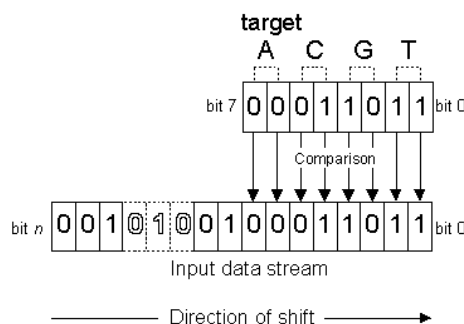 target
A C G T
bit 7 0 0 0 1 1 0 1 1 bit 0
Comparison
bit n 0 0 1 0 1 0 0 1 0 0 0 1 1 0 1 1 bit 0
Input data stream
Direction of shift